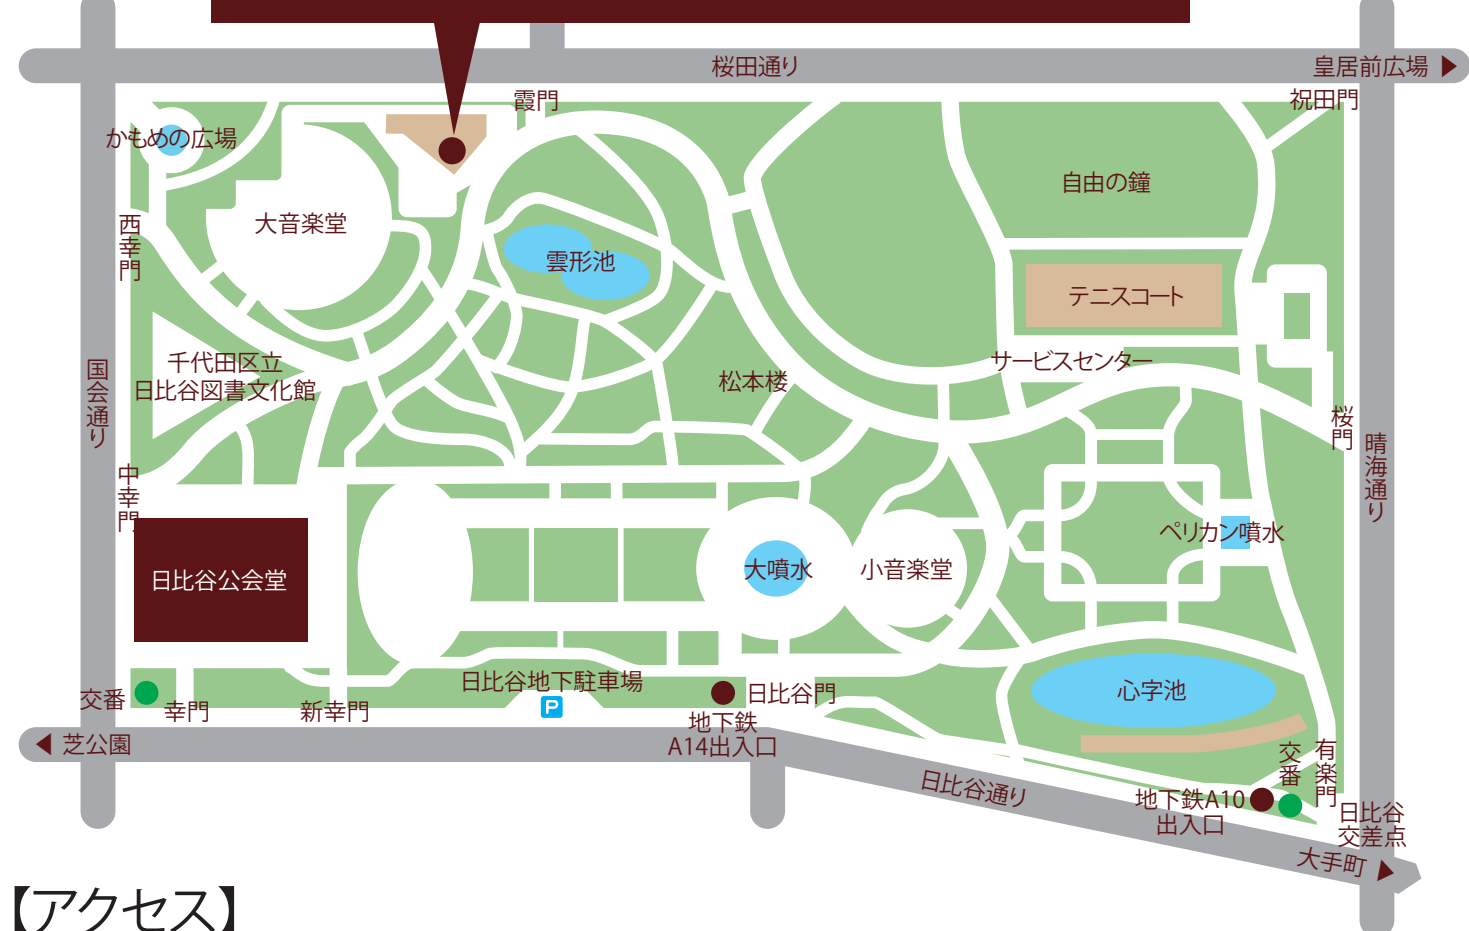 桜田通り
皇居前広場
霞門
祝田門
かもめの広場
自由の鐘
大音楽堂
西幸門
雲形池
テニスコート
国会通り
千代田区立
日比谷図書文化館
サービスセンター
松本楼
桜門
晴海通り
中幸門
ペリカン噴水
日比谷公会堂
大噴水
小音楽堂
日比谷地下駐車場
P
日比谷門
心字池
交番
幸門
新幸門
地下鉄
A14出入口
芝公園
交番
有楽門
日比谷通り
地下鉄A10
出入口
日比谷
交差点
大手町
【アクセス】